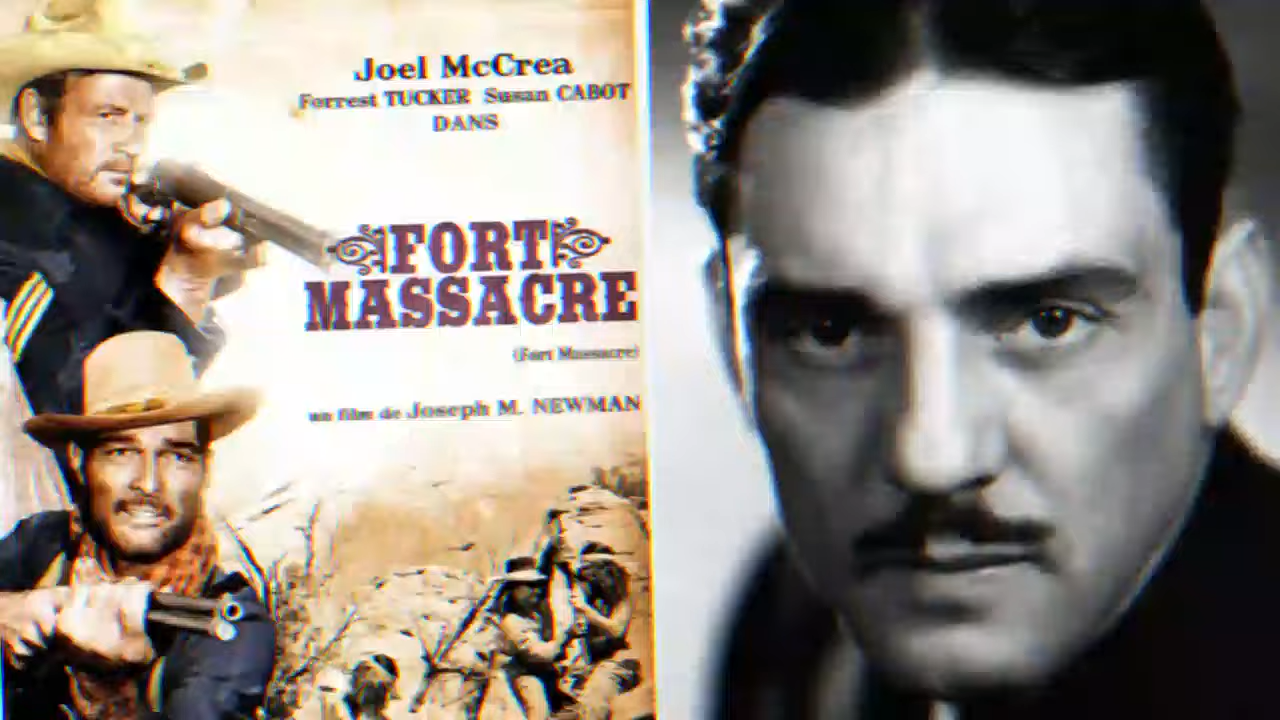 Joel McCrea
Forrest TUCKER Susan CABOT
DANS
FORT
MASSACRE
(Fort Massacre)
un film de Joseph M. NEWMAN